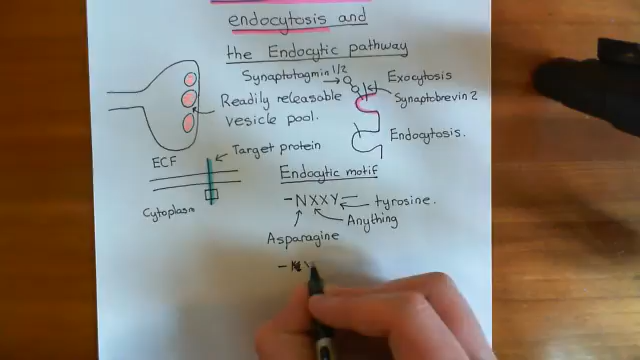 endocytosis and
the Endocytic pathway
Synaptotagmin 1/2
Exocytosis
Synaptobrevin 2
Readily releasable
vesicle pool.
Endocytosis.
ECF
Target protein
Cytoplasm
Endocytic motif
-NXXY-
tyrosine.
Anything
Asparagine